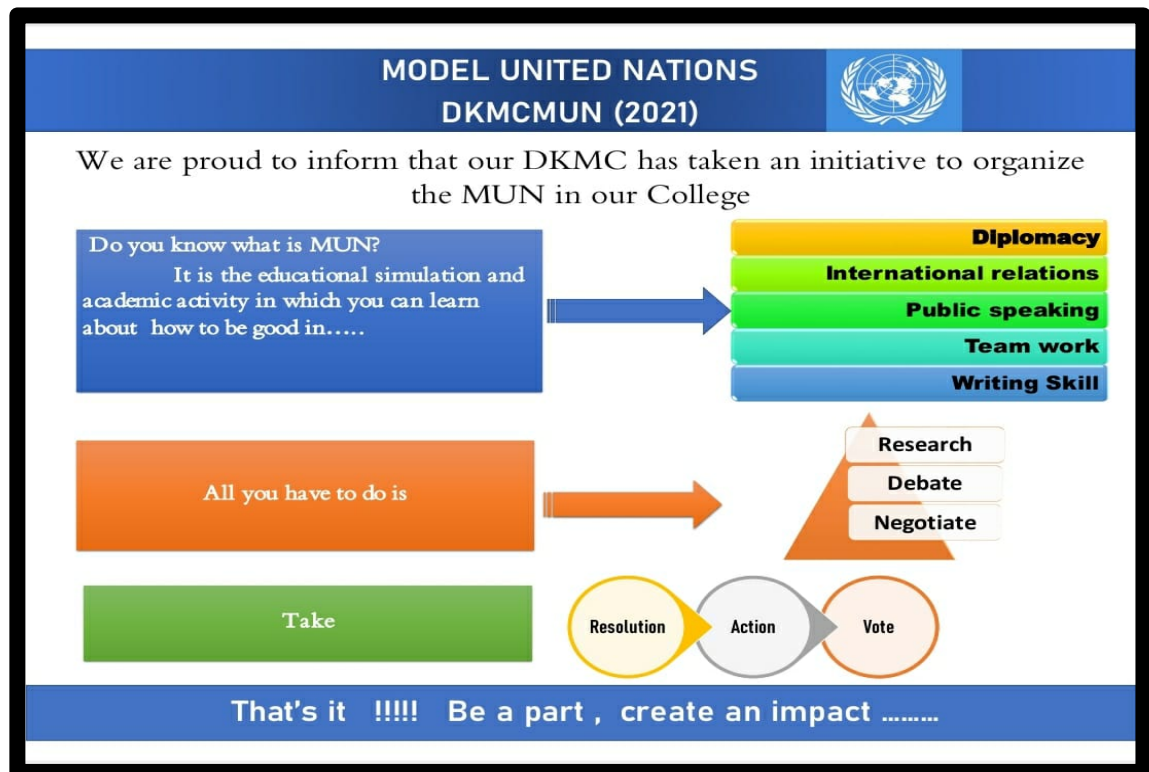 MODEL UNITED NATIONS
DKMCMUN (2021)
We are proud to inform that our DKMC has taken an initiative to organize
the MUN in our College
Do you know what is MUN?
It is the educational simulation and
academic activity in which you can learn
about how to be good in…..
Diplomacy
International relations
Public speaking
Team work
Writing Skill
All you have to do is
Research
Debate
Negotiate
Take
Resolution
Action
Vote
That's it !!!!! Be a part , create an impact .........